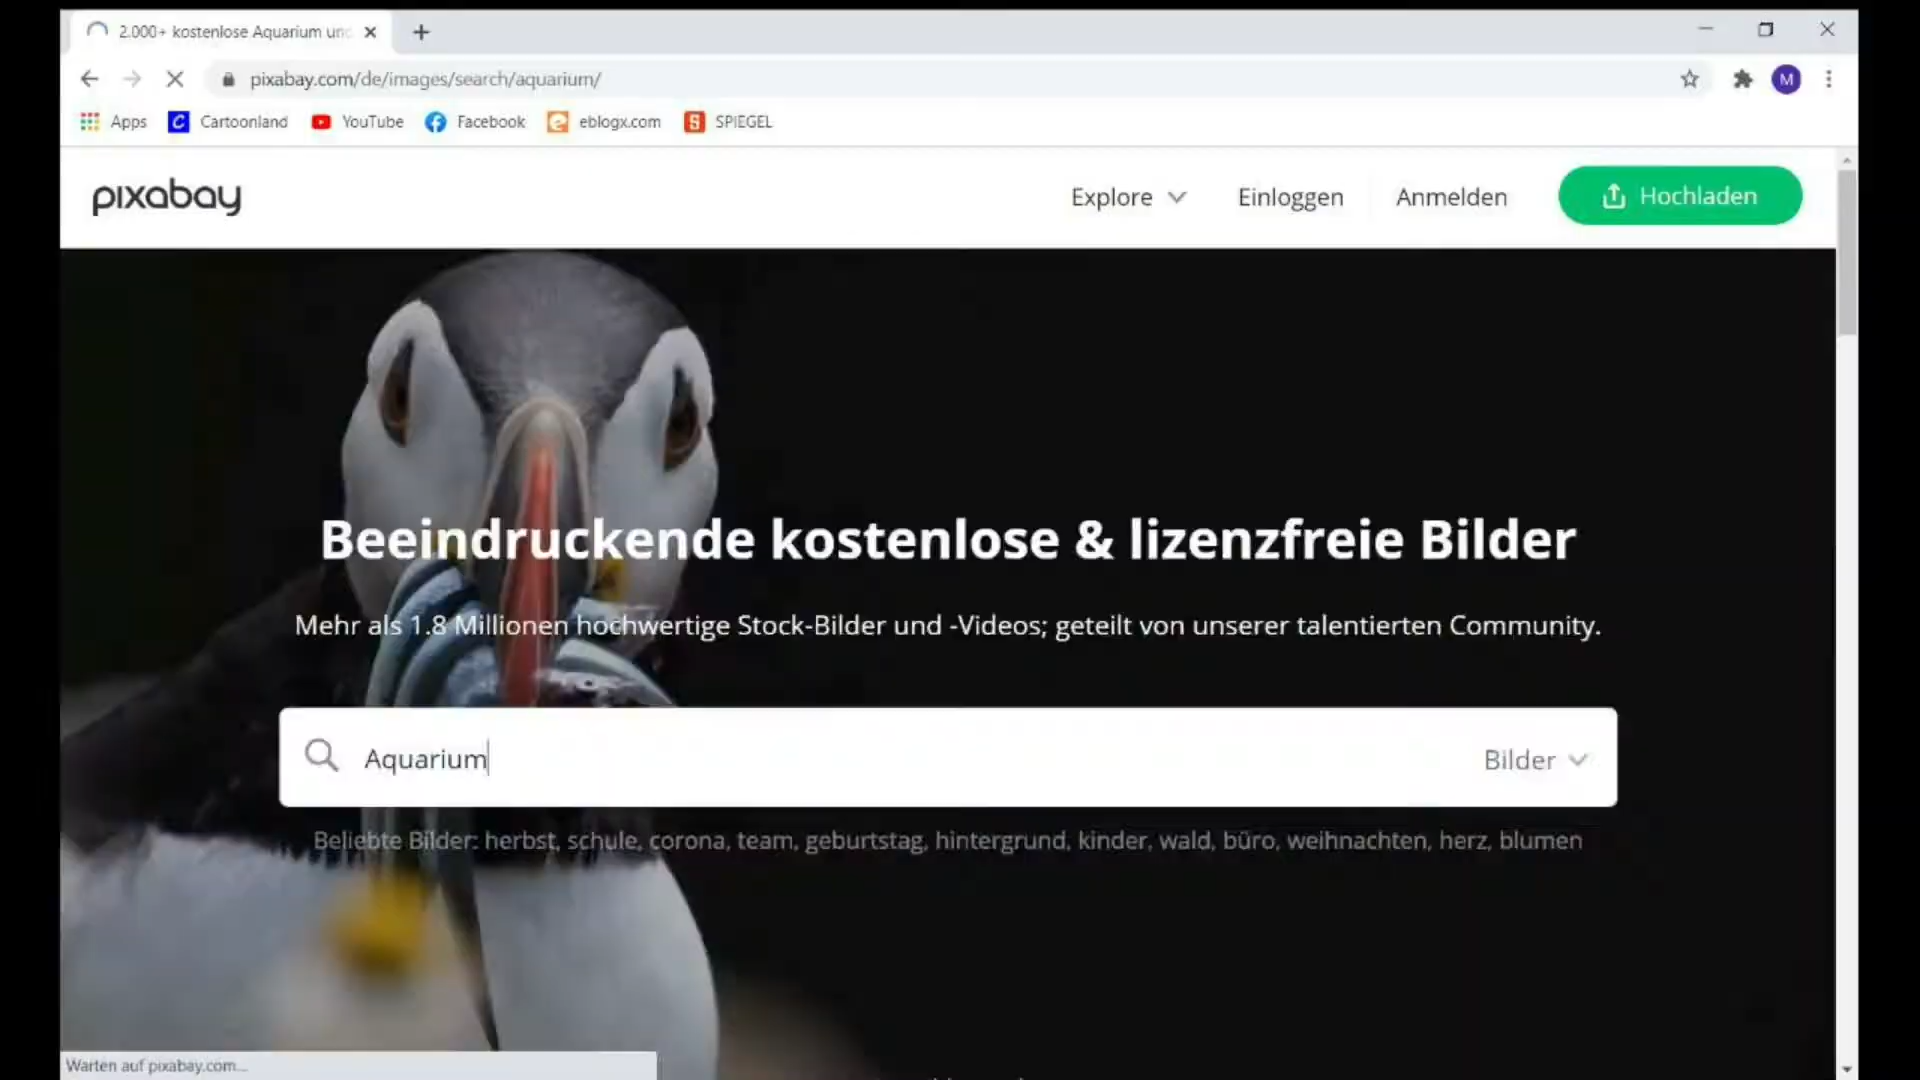 2.000+ kostenlose Aquarium und
pixabay.com/de/images/search/aquarium/
M
Apps
Cartoonland
YouTube
Facebook
eblogx.com
SPIEGEL
pixabay
Explore
Einloggen
Anmelden
Hochladen
Beeindruckende kostenlose & lizenzfreie Bilder
Mehr als 1.8 Millionen hochwertige Stock-Bilder und -Videos; geteilt von unserer talentierten Community.
Aquarium
Bilder
Beliebte Bilder: herbst, schule, corona, team, geburtstag, hintergrund, kinder, wald, büro, weihnachten, herz, blumen
Warten auf pixabay.com...